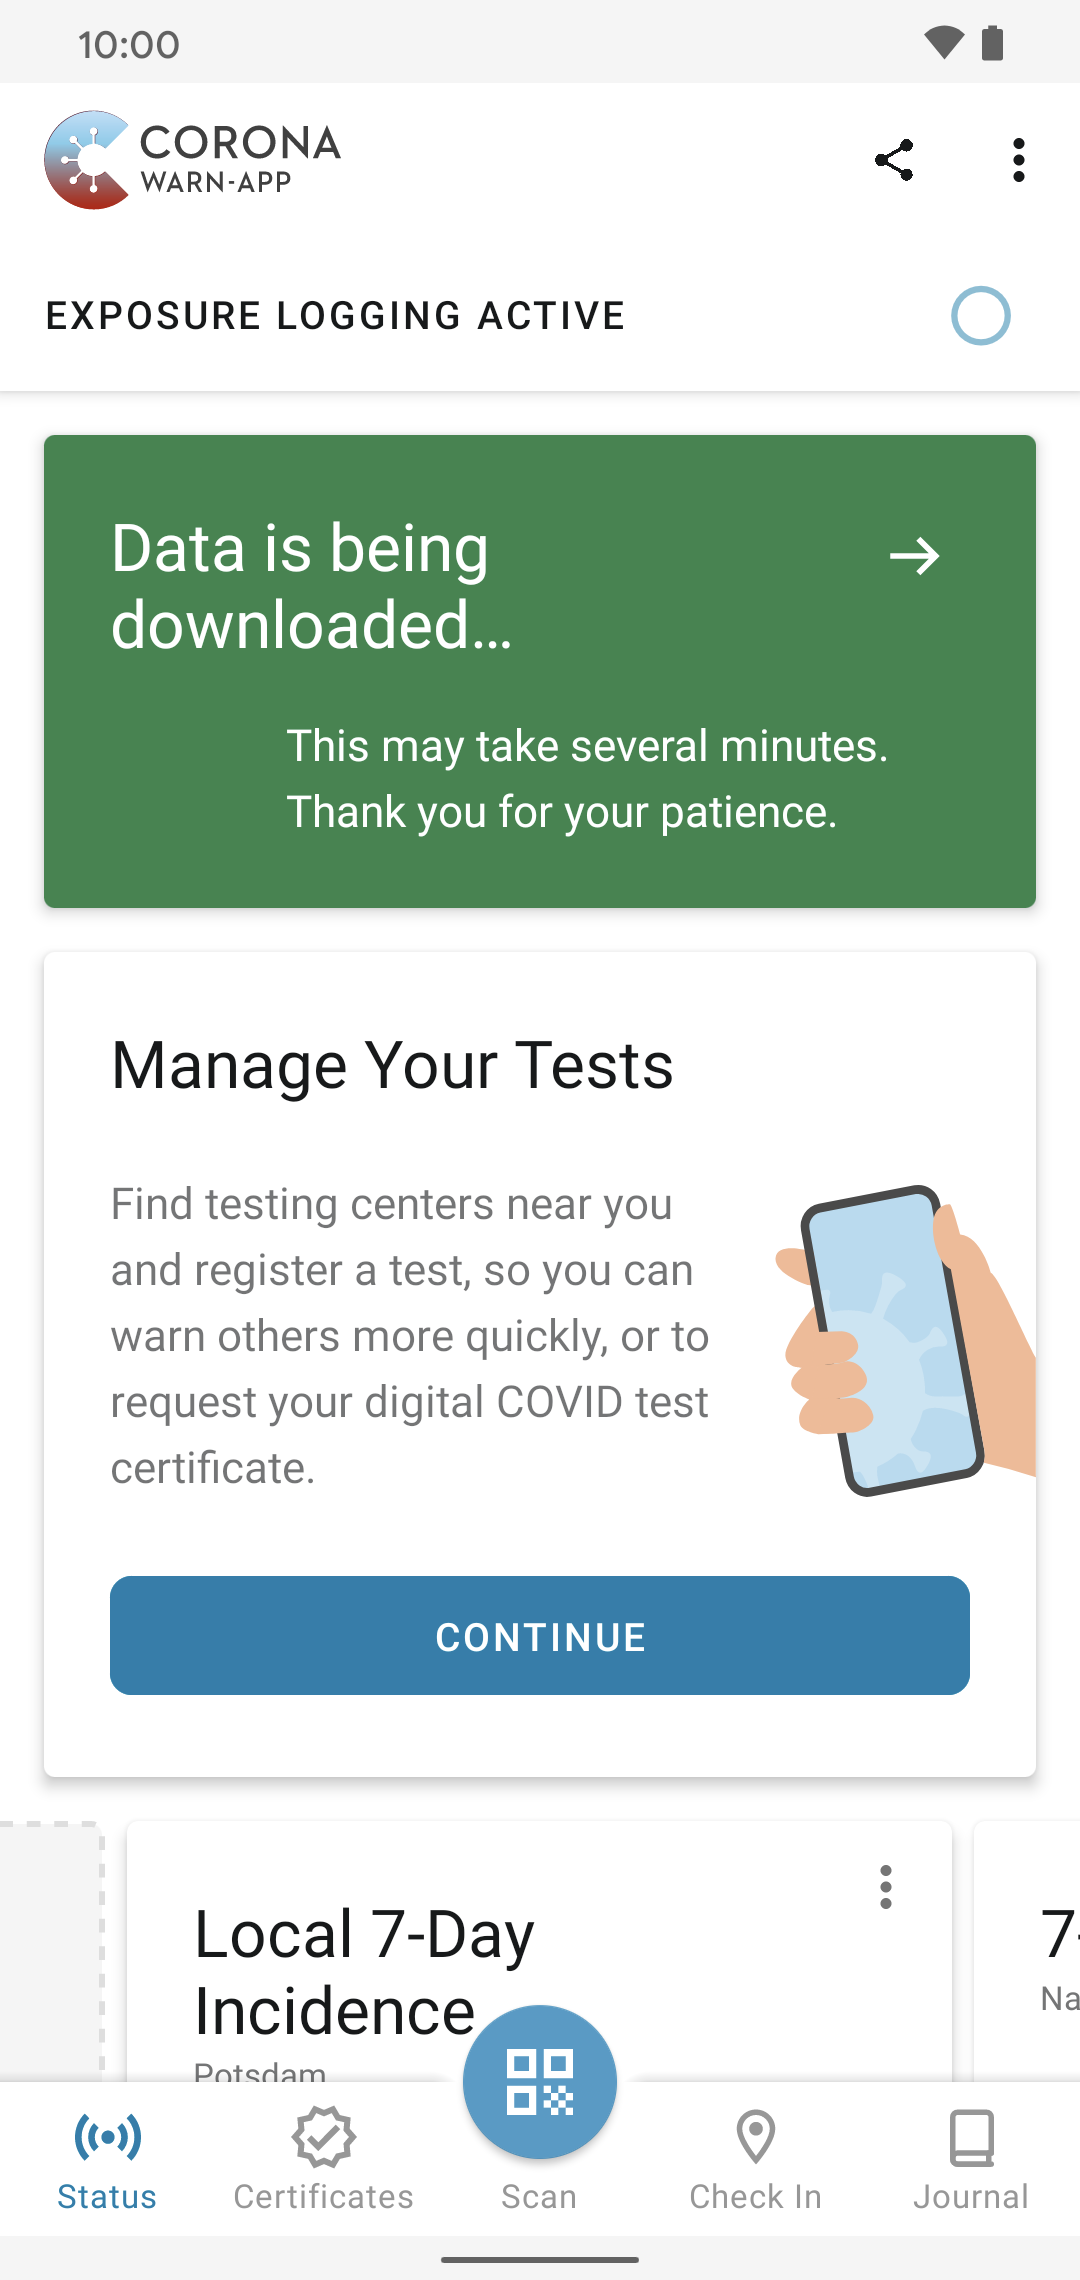 10:00
CORONA
WARN-APP
EXPOSURE LOGGING ACTIVE
Data is being
downloaded…
This may take several minutes.
Thank you for your patience.
Manage Your Tests
Find testing centers near you
and register a test, so you can
warn others more quickly, or to
request your digital COVID test
certificate.
CONTINUE
Local 7-Day
Incidence
Potsdam
7-
Na
Status
Certificates
Scan
Check In
Journal